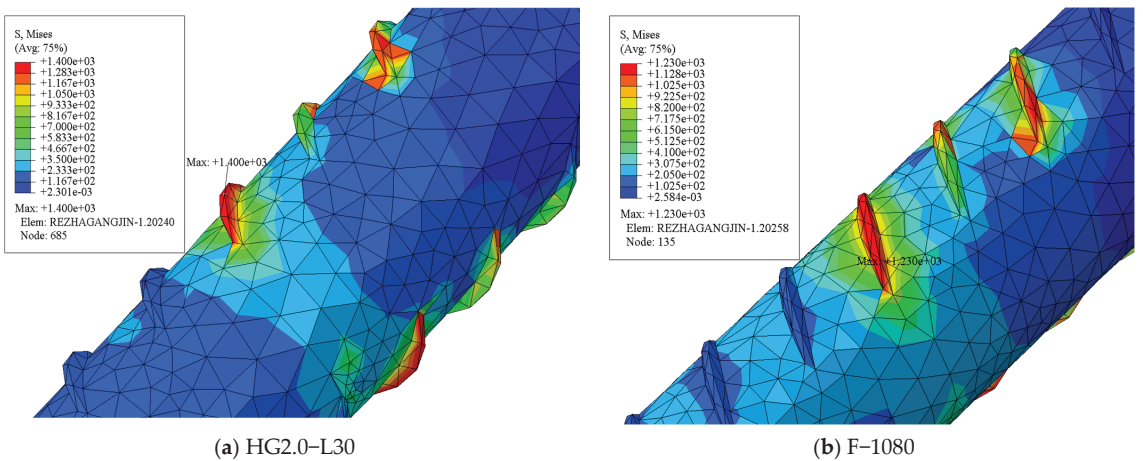 S, Mises
(Avg: 75%)
+1.400e+03
+1.283e+03
+1.167e+03
+1.050e+03
+9.333e+02
+8.167e+02
+7.000e+02
+5.833e+02
+4.667e+02
+3.500e+02
+2.333e+02
+1.167e+02
+2.301e-03
Max: +1.400e+03
Elem: REZHAGANGJIN-1.20240
Node: 685
Max: +1.400e+03
(a) HG2.0−L30
S, Mises
(Avg: 75%)
+1.230e+03
+1.128e+03
+1.025e+03
+9.225e+02
+8.200e+02
+7.175e+02
+6.150e+02
+5.125e+02
+4.100e+02
+3.075e+02
+2.050e+02
+1.025e+02
+2.584e-03
Max: +1.230e+03
Elem: REZHAGANGJIN-1.20258
Node: 135
Max: +1.230e+03
(b) F−1080